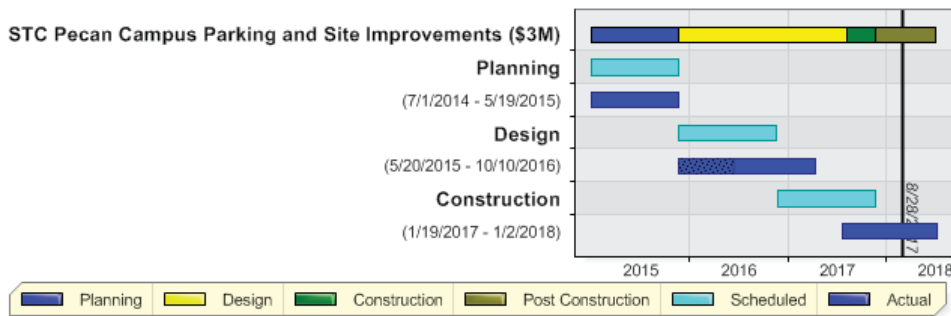 STC Pecan Campus Parking and Site Improvements ($3M)
Planning
(7/1/2014 - 5/19/2015)
Design
(5/20/2015 - 10/10/2016)
Construction
(1/19/2017 - 1/2/2018)
8/28/2017
2015 2016 2017 2018
Planning Design Construction Post Construction Scheduled Actual